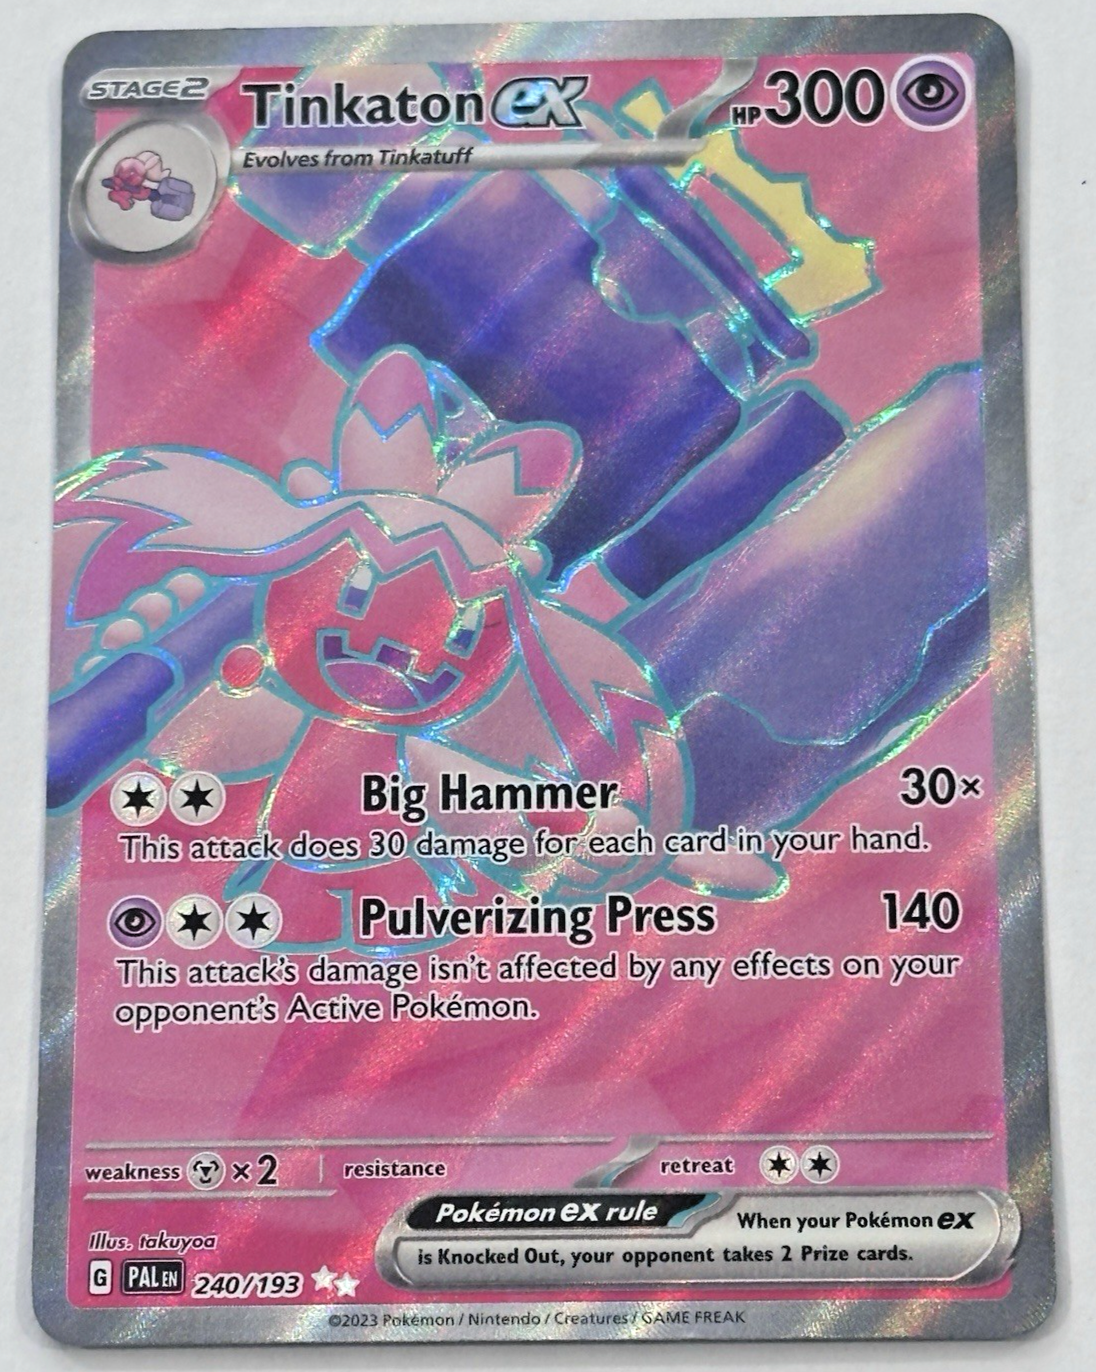 STAGE2
Tinkaton ex HP300
Evolves from Tinkatuff
Big Hammer 30×
This attack does 30 damage for each card in your hand.
Pulverizing Press 140
This attack's damage isn't affected by any effects on your
opponent's Active Pokémon.
weakness ×2 resistance retreat
Pokémon ex rule When your Pokémon ex
is Knocked Out, your opponent takes 2 Prize cards.
Illus. takuyoa
G PAL EN 240/193
©2023 Pokémon / Nintendo / Creatures / GAME FREAK